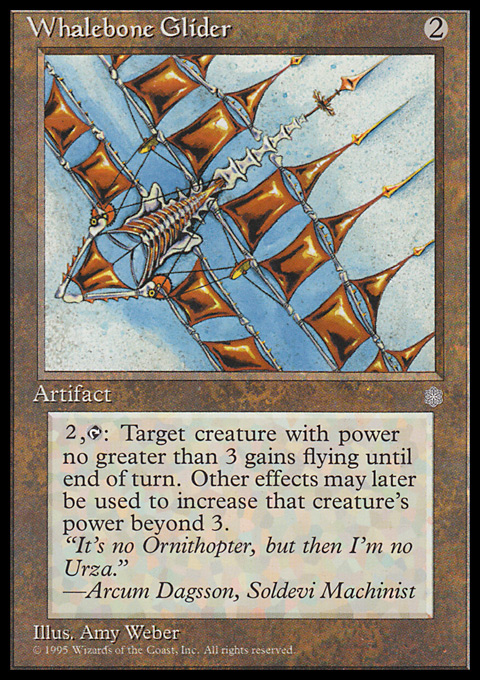 Whalebone Glider 2
Artifact
2, : Target creature with power
no greater than 3 gains flying until
end of turn. Other effects may later
be used to increase that creature's
power beyond 3.
“It's no Ornithopter, but then I'm no
Urza.”
—Arcum Dagsson, Soldevi Machinist
Illus. Amy Weber
© 1995 Wizards of the Coast, Inc. All rights reserved.